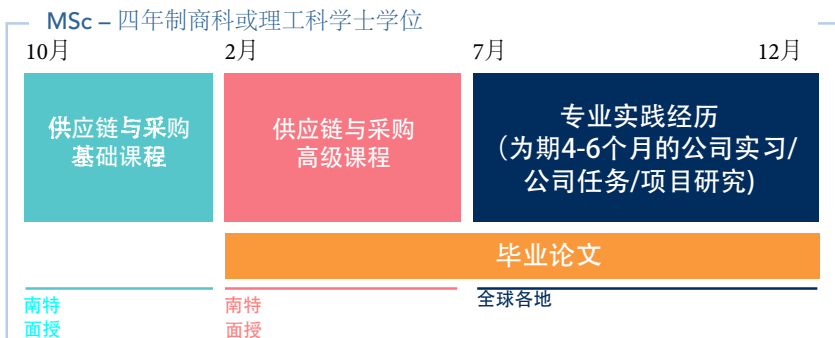 MSc – 四年制商科或理工科学士学位
10月
2月
7月
12月
供应链与采购
基础课程
供应链与采购
高级课程
专业实践经历
（为期4-6个月的公司实习/
公司任务/项目研究)
毕业论文
南特
面授
南特
面授
全球各地